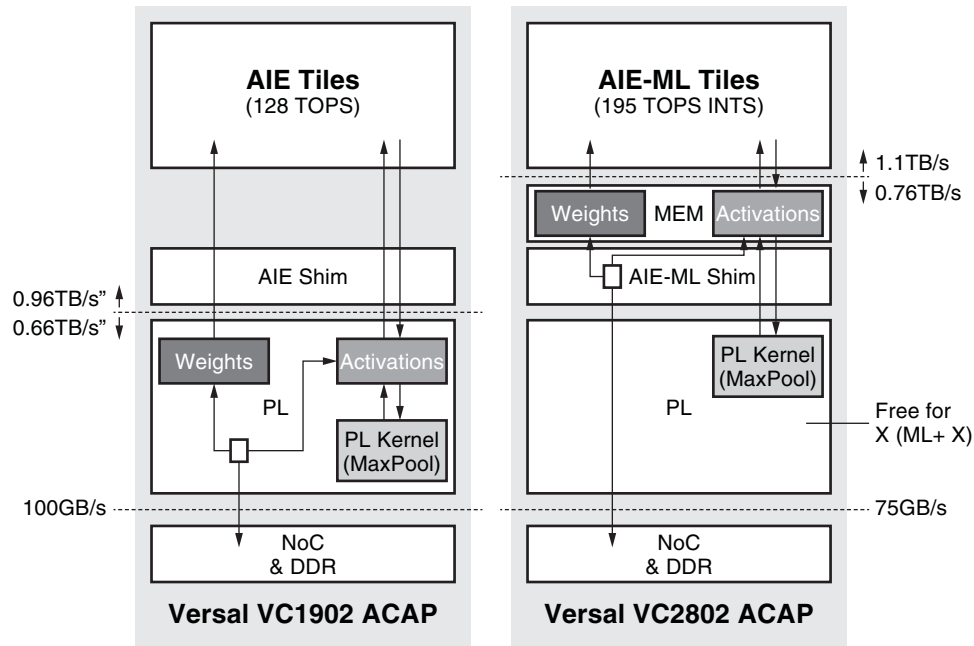 AIE Tiles
(128 TOPS)
AIE Shim
0.96TB/s”
0.66TB/s”
Weights
Activations
PL
PL Kernel
(MaxPool)
100GB/s
NoC
& DDR
Versal VC1902 ACAP
AIE-ML Tiles
(195 TOPS INTS)
1.1TB/s
0.76TB/s
Weights
MEM
Activations
AIE-ML Shim
PL Kernel
(MaxPool)
PL
Free for
X (ML+ X)
75GB/s
NoC
& DDR
Versal VC2802 ACAP